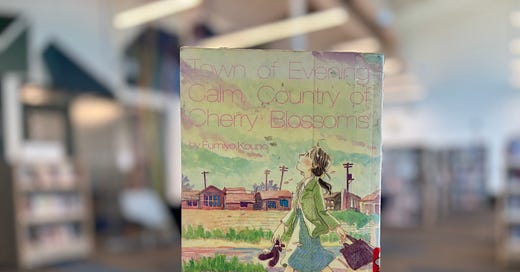 Town of Evening
Calm, Country of
Cherry Blossoms
by Fumiyo Kouno